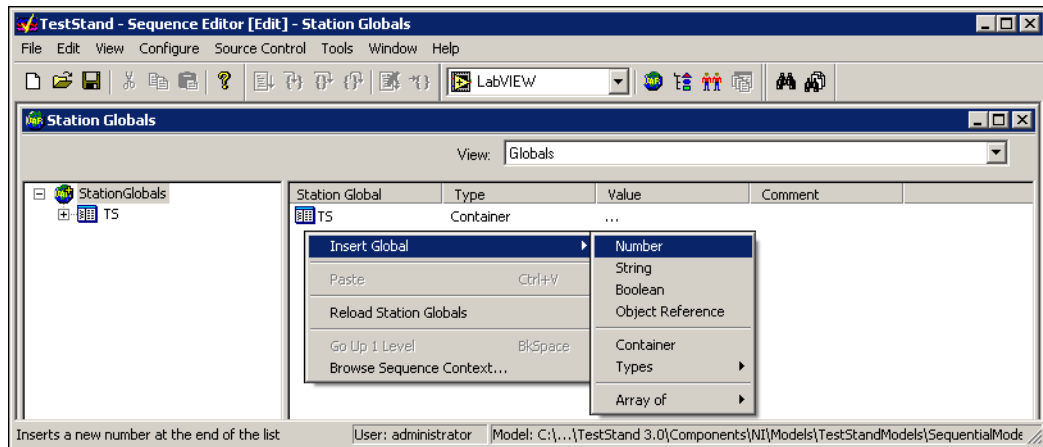 TestStand - Sequence Editor [Edit] - Station Globals
File Edit View Configure Source Control Tools Window Help
LabVIEW
Station Globals
View: Globals
StationGlobals
TS
Station Global Type Value Comment
TS Container ...
Insert Global
Paste Ctrl+V
Reload Station Globals
Go Up 1 Level BkSpace
Browse Sequence Context...
Number
String
Boolean
Object Reference
Container
Types
Array of
Inserts a new number at the end of the list User: administrator Model: C:\...\TestStand 3.0\Components\NI\Models\TestStandModels\SequentialMode